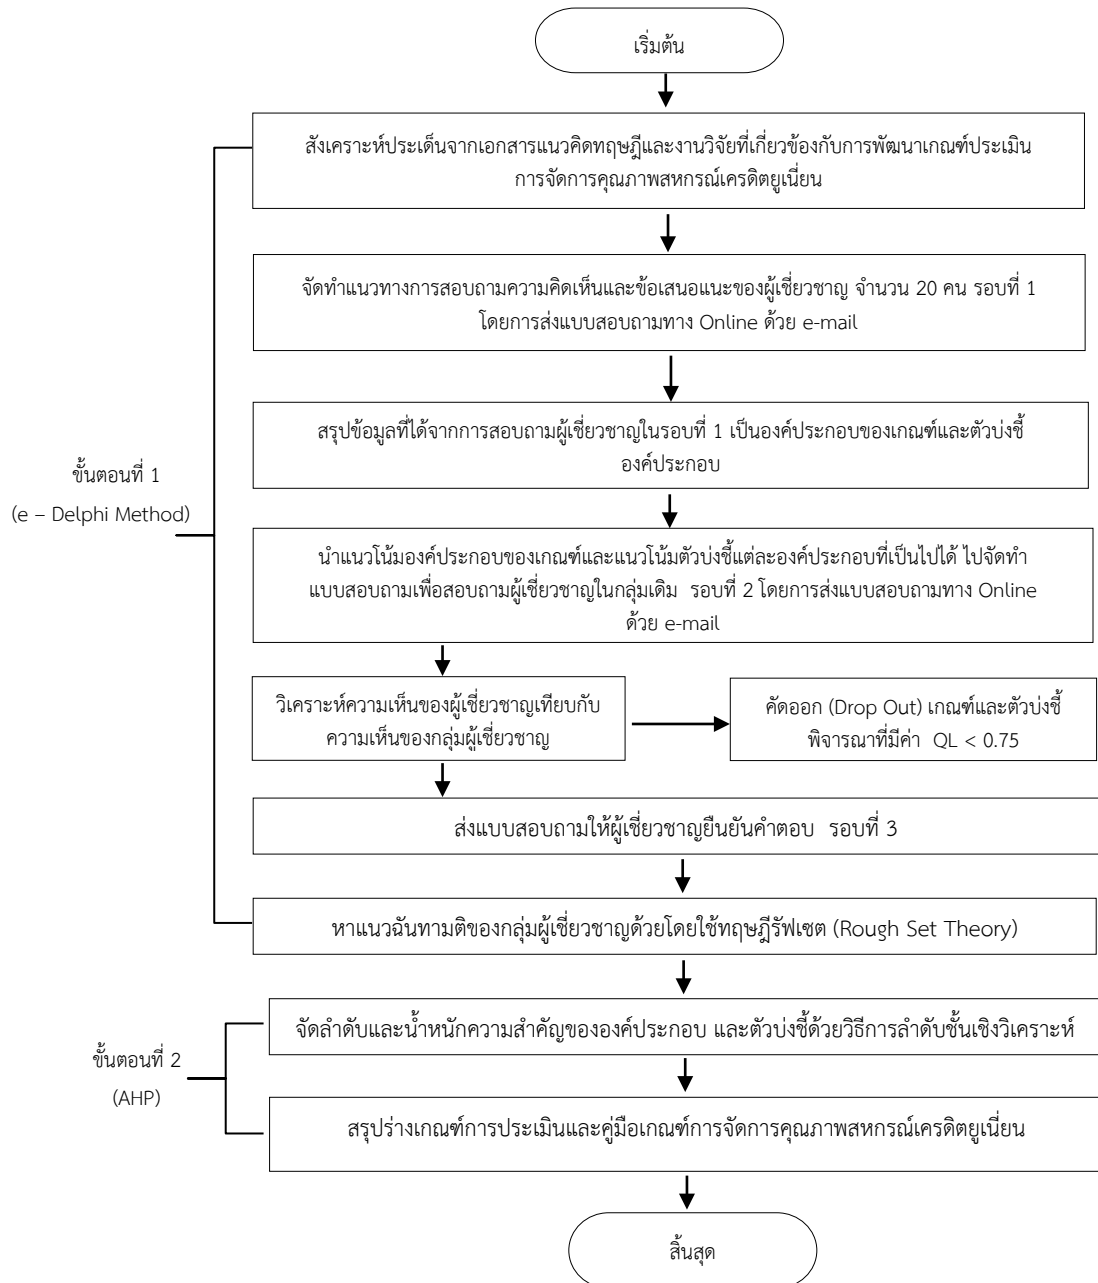 เริ่มต้น
สังเคราะห์ประเด็นจากเอกสารแนวคิดทฤษฎีและงานวิจัยที่เกี่ยวข้องกับการพัฒนาเกณฑ์ประเมิน
การจัดการคุณภาพสหกรณ์เครดิตยูเนี่ยน
จัดทำแนวทางการสอบถามความคิดเห็นและข้อเสนอแนะของผู้เชี่ยวชาญ จำนวน 20 คน รอบที่ 1
โดยการส่งแบบสอบถามทาง Online ด้วย e-mail
สรุปข้อมูลที่ได้จากการสอบถามผู้เชี่ยวชาญในรอบที่ 1 เป็นองค์ประกอบของเกณฑ์และตัวบ่งชี้
องค์ประกอบ
ขั้นตอนที่ 1
(e – Delphi Method)
นำแนวโน้มองค์ประกอบของเกณฑ์และแนวโน้มตัวบ่งชี้แต่ละองค์ประกอบที่เป็นไปได้ ไปจัดทำ
แบบสอบถามเพื่อสอบถามผู้เชี่ยวชาญในกลุ่มเดิม รอบที่ 2 โดยการส่งแบบสอบถามทาง Online
ด้วย e-mail
วิเคราะห์ความเห็นของผู้เชี่ยวชาญเทียบกับ
ความเห็นของกลุ่มผู้เชี่ยวชาญ
คัดออก (Drop Out) เกณฑ์และตัวบ่งชี้
พิจารณาที่มีค่า QL < 0.75
ส่งแบบสอบถามให้ผู้เชี่ยวชาญยืนยันคำตอบ รอบที่ 3
หาแนวฉันทามติของกลุ่มผู้เชี่ยวชาญด้วยโดยใช้ทฤษฎีรัฟเซต (Rough Set Theory)
จัดลำดับและน้ำหนักความสำคัญขององค์ประกอบ และตัวบ่งชี้ด้วยวิธีการลำดับชั้นเชิงวิเคราะห์
ขั้นตอนที่ 2
(AHP)
สรุปร่างเกณฑ์การประเมินและคู่มือเกณฑ์การจัดการคุณภาพสหกรณ์เครดิตยูเนี่ยน
สิ้นสุด